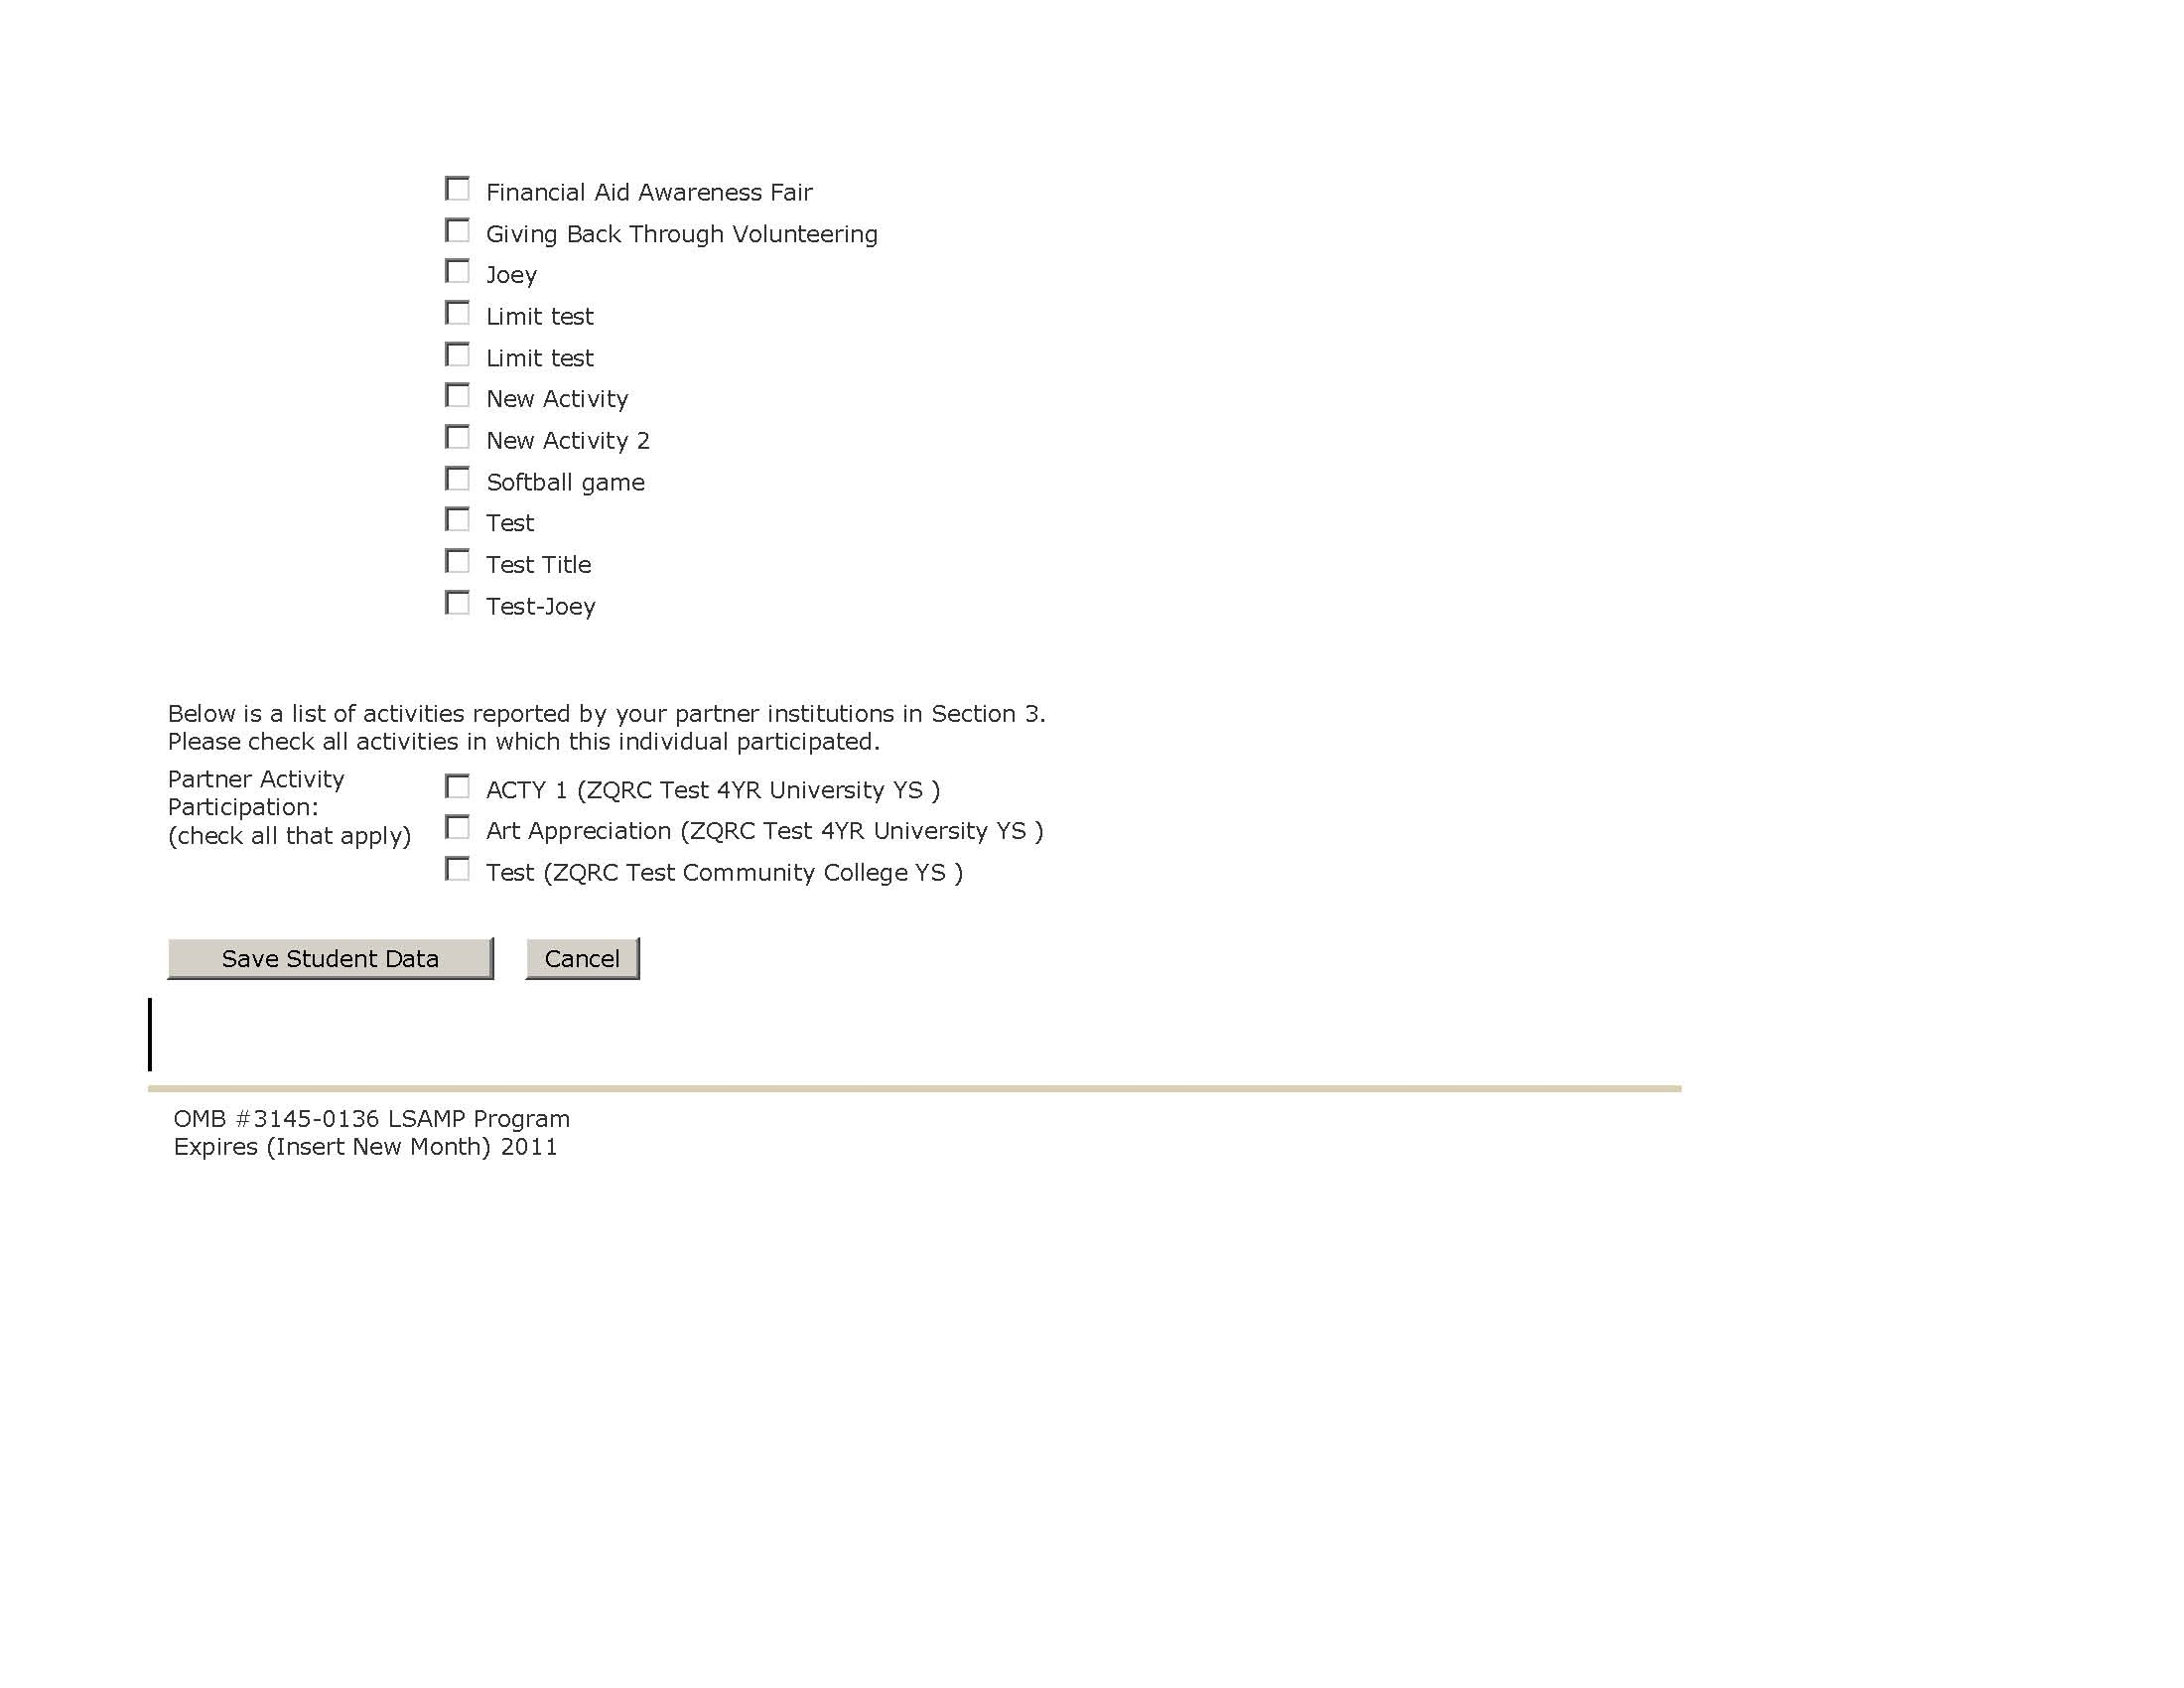 Financial Aid Awareness Fair
Giving Back Through Volunteering
Joey
Limit test
Limit test
New Activity
New Activity 2
Softball game
Test
Test Title
Test-Joey
Below is a list of activities reported by your partner institutions in Section 3.
Please check all activities in which this individual participated.
Partner Activity
Participation:
(check all that apply)
ACTY 1 (ZQRC Test 4YR University YS )
Art Appreciation (ZQRC Test 4YR University YS )
Test (ZQRC Test Community College YS )
Save Student Data
Cancel
OMB #3145-0136 LSAMP Program
Expires (Insert New Month) 2011